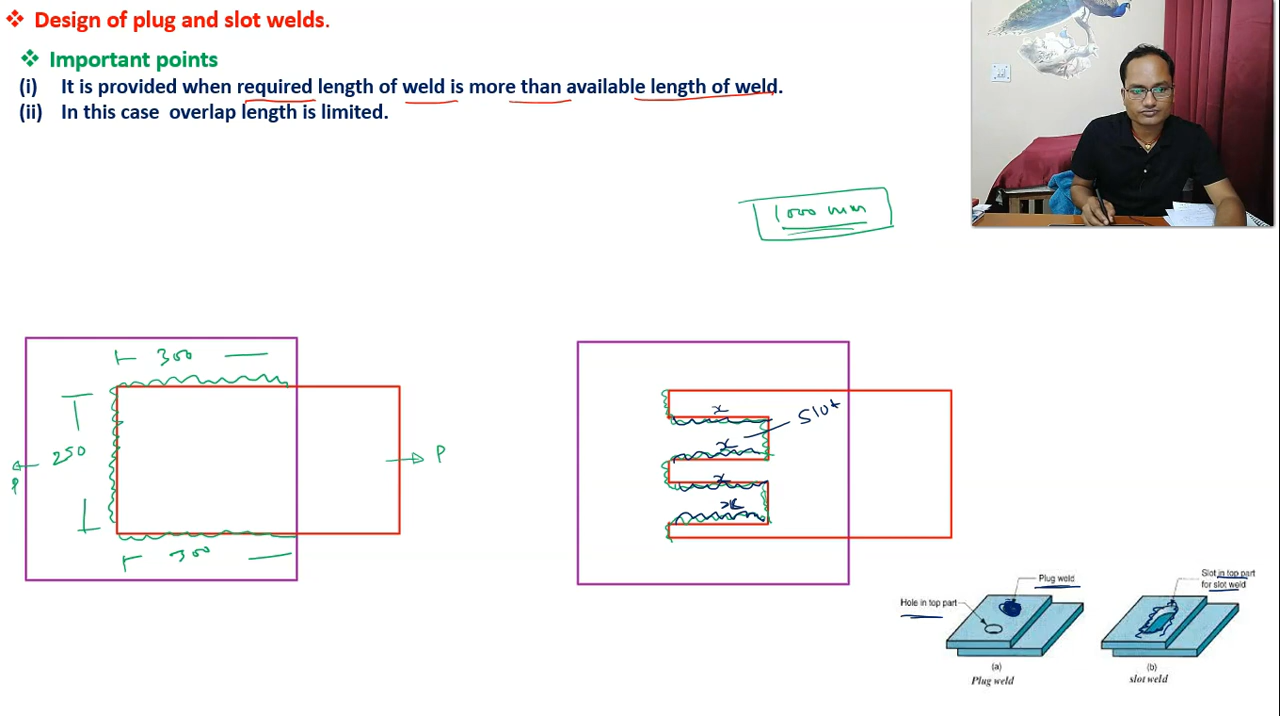 ❖ Design of plug and slot welds.
❖ Important points
(i) It is provided when required length of weld is more than available length of weld.
(ii) In this case overlap length is limited.
1000 mm
300
250
P
P
300
x
slot
x
x
x
Plug weld
Hole in top part
(a)
Plug weld
Slot in top part
for slot weld
(b)
slot weld